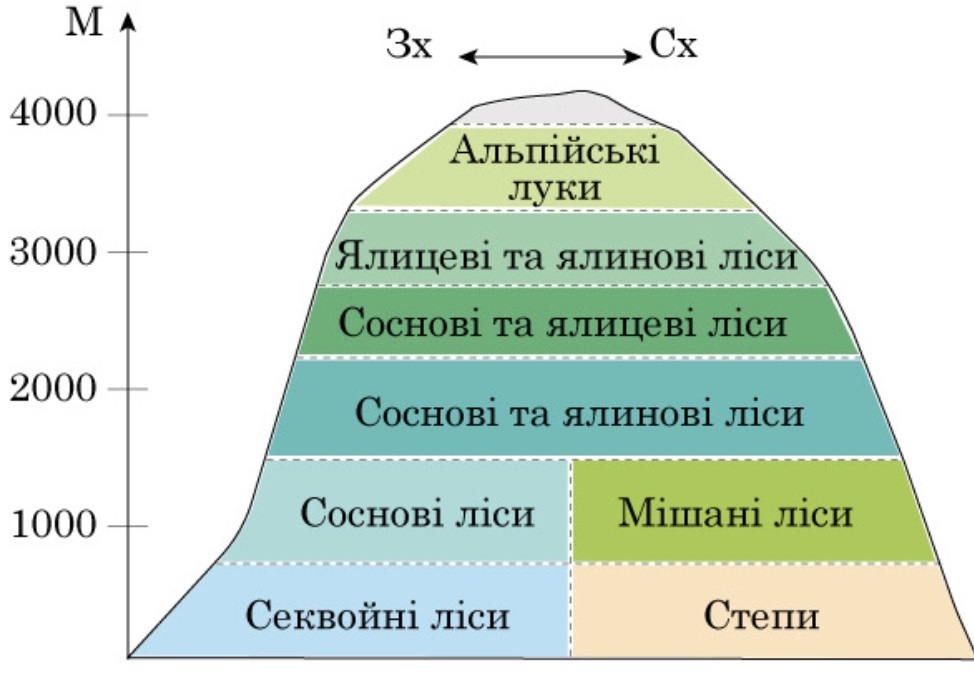 М
Зх Сх
4000
Альпійські
луки
3000
Ялицеві та ялинові ліси
Соснові та ялицеві ліси
2000
Соснові та ялинові ліси
1000
Соснові ліси Мішані ліси
Секвойні ліси Степи